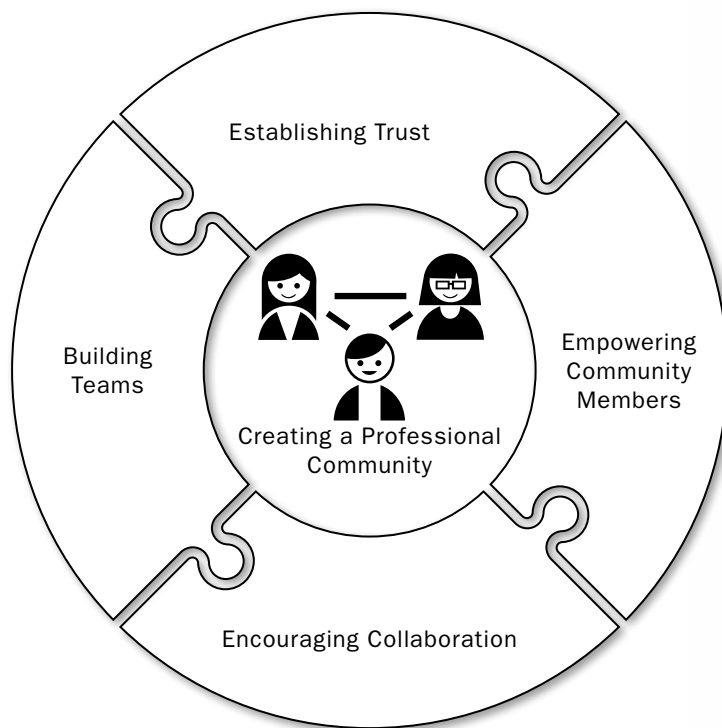 Establishing Trust
Building
Teams
Empowering
Community
Members
Creating a Professional
Community
Encouraging Collaboration